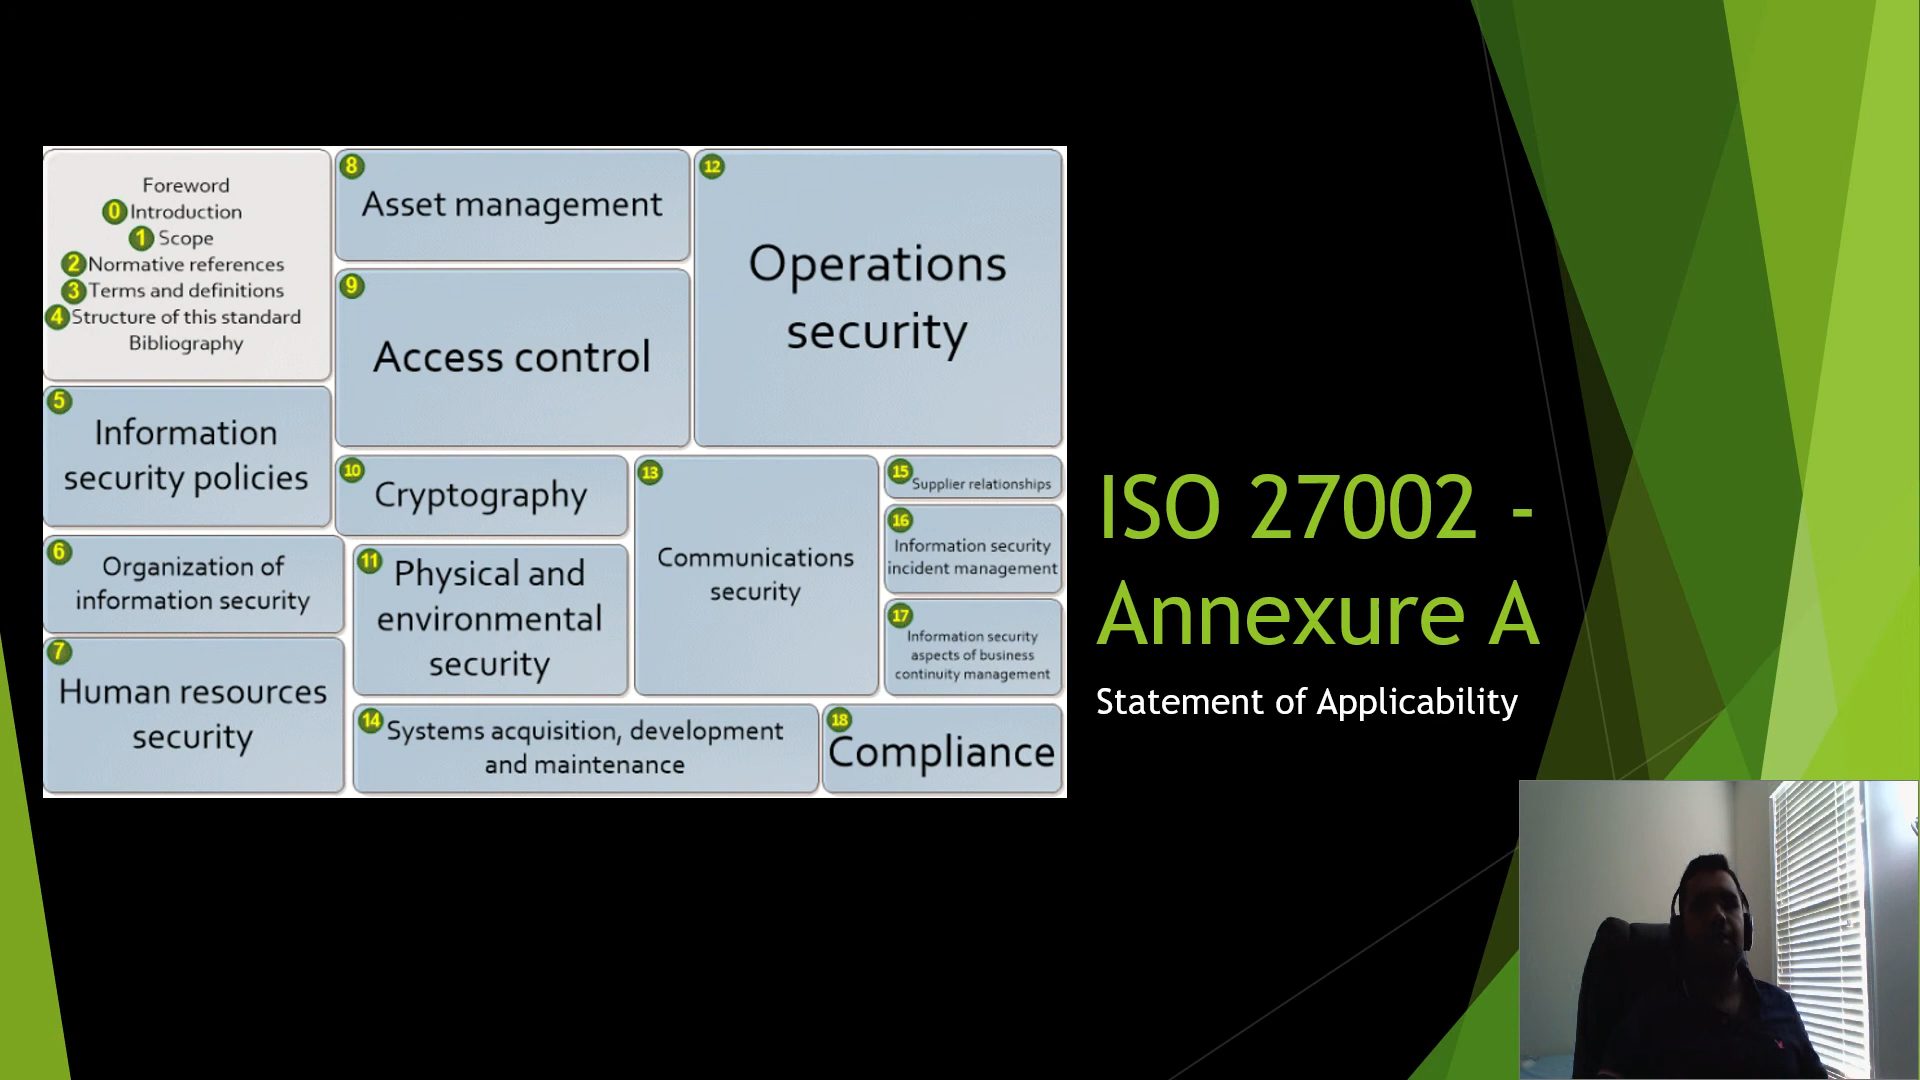 Foreword
0 Introduction
1 Scope
2 Normative references
3 Terms and definitions
4 Structure of this standard
Bibliography
5
Information
security policies
6
Organization of
information security
7
Human resources
security
8
Asset management
9
Access control
10
Cryptography
11
Physical and
environmental
security
12
Operations
security
13
Communications
security
14
Systems acquisition, development
and maintenance
15
Supplier relationships
16
Information security
incident management
17
Information security
aspects of business
continuity management
18
Compliance
ISO 27002 -
Annexure A
Statement of Applicability